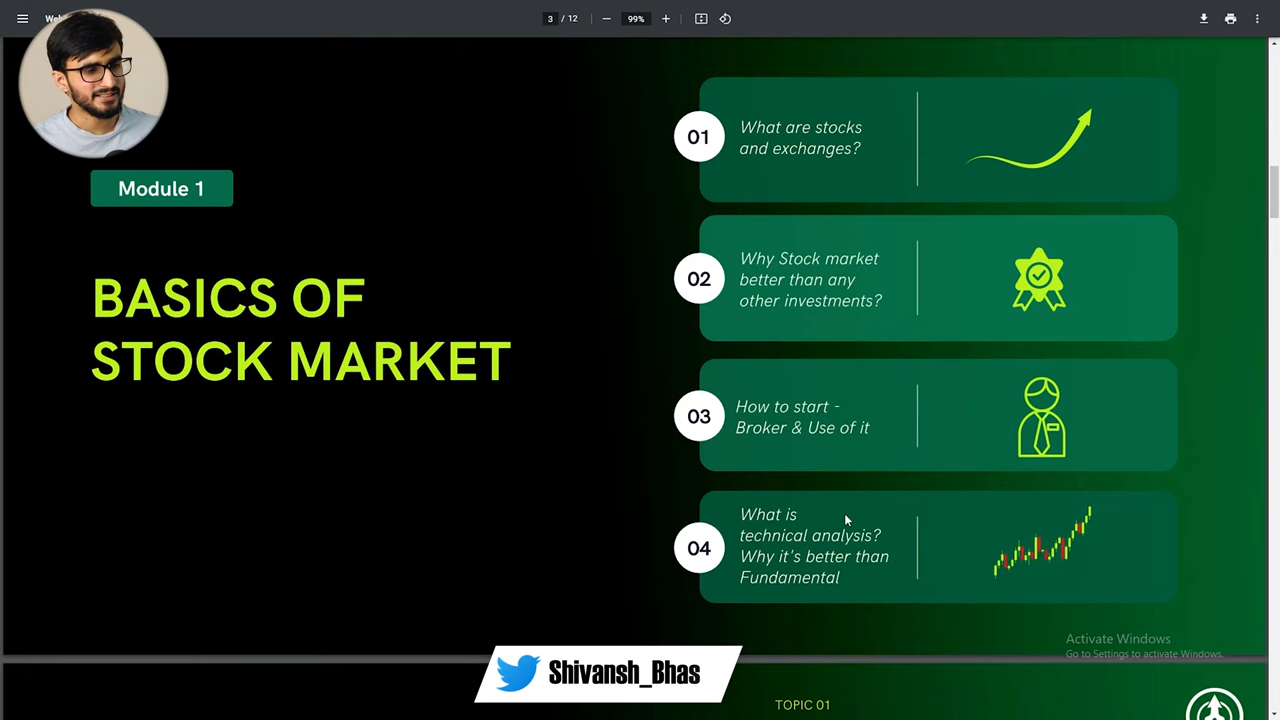 We
3 / 12
99%
Module 1
BASICS OF
STOCK MARKET
01
What are stocks
and exchanges?
02
Why Stock market
better than any
other investments?
03
How to start -
Broker & Use of it
04
What is
technical analysis?
Why it's better than
Fundamental
Activate Windows
Go to Settings to activate Windows.
Shivansh_Bhas
TOPIC 01